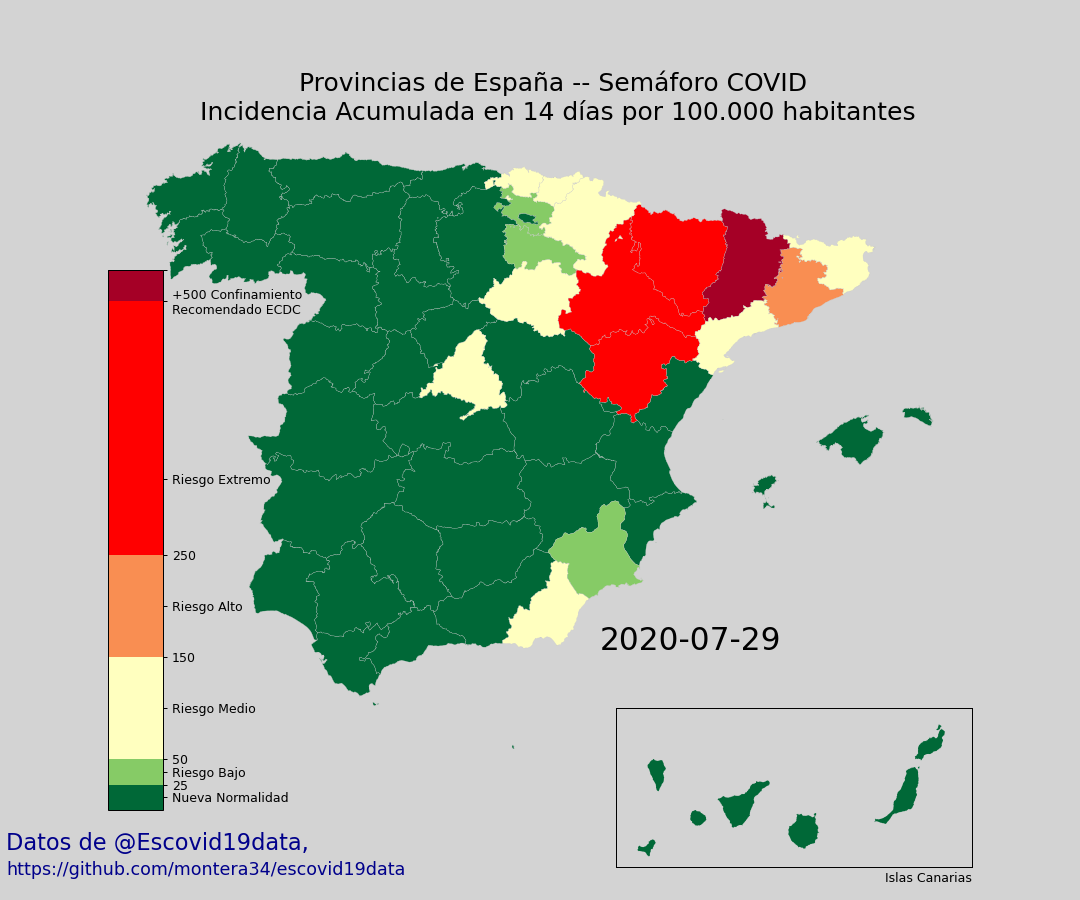 Provincias de España -- Semáforo COVID
Incidencia Acumulada en 14 días por 100.000 habitantes
+500 Confinamiento
Recomendado ECDC
Riesgo Extremo
250
Riesgo Alto
150
Riesgo Medio
50
Riesgo Bajo
25
Nueva Normalidad
2020-07-29
Islas Canarias
Datos de @Escovid19data,
https://github.com/montera34/escovid19data